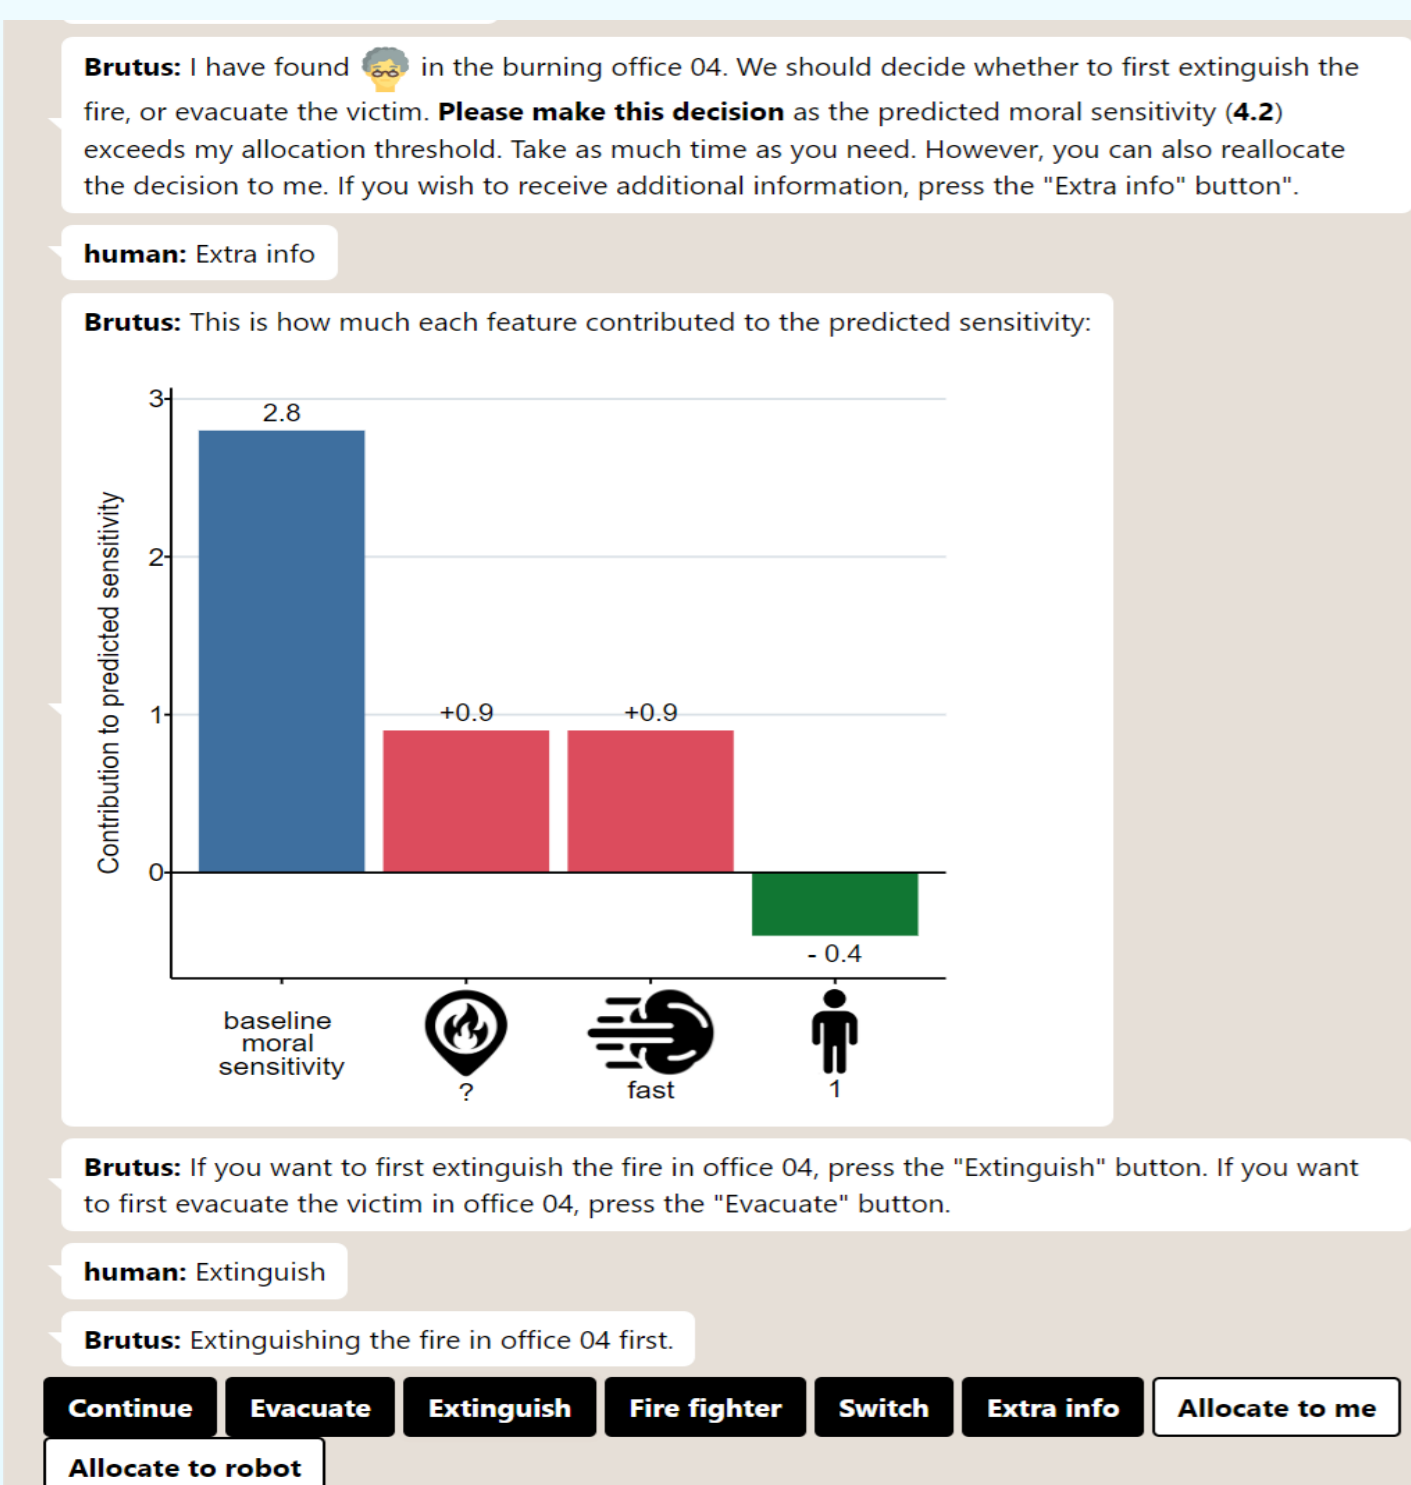 Brutus: I have found in the burning office 04. We should decide whether to first extinguish the
fire, or evacuate the victim. Please make this decision as the predicted moral sensitivity (4.2)
exceeds my allocation threshold. Take as much time as you need. However, you can also reallocate
the decision to me. If you wish to receive additional information, press the "Extra info" button".
human: Extra info
Brutus: This is how much each feature contributed to the predicted sensitivity:
Contribution to predicted sensitivity
3
2
1
0
2.8
+0.9
+0.9
- 0.4
baseline
moral
sensitivity
?
fast
1
Brutus: If you want to first extinguish the fire in office 04, press the "Extinguish" button. If you want
to first evacuate the victim in office 04, press the "Evacuate" button.
human: Extinguish
Brutus: Extinguishing the fire in office 04 first.
Continue
Evacuate
Extinguish
Fire fighter
Switch
Extra info
Allocate to me
Allocate to robot